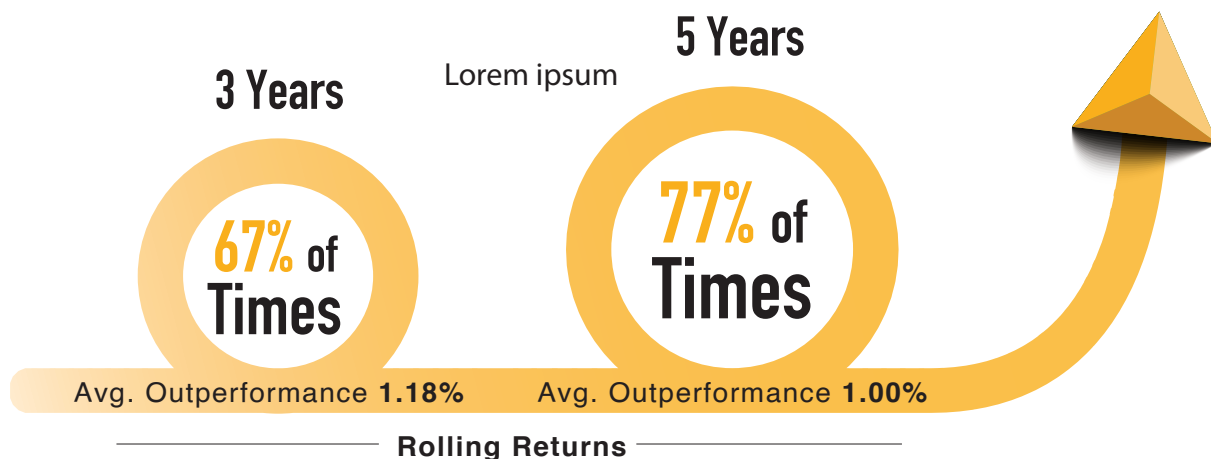 3 Years
67% of
Times
Avg. Outperformance 1.18%
Lorem ipsum
5 Years
77% of
Times
Avg. Outperformance 1.00%
Rolling Returns